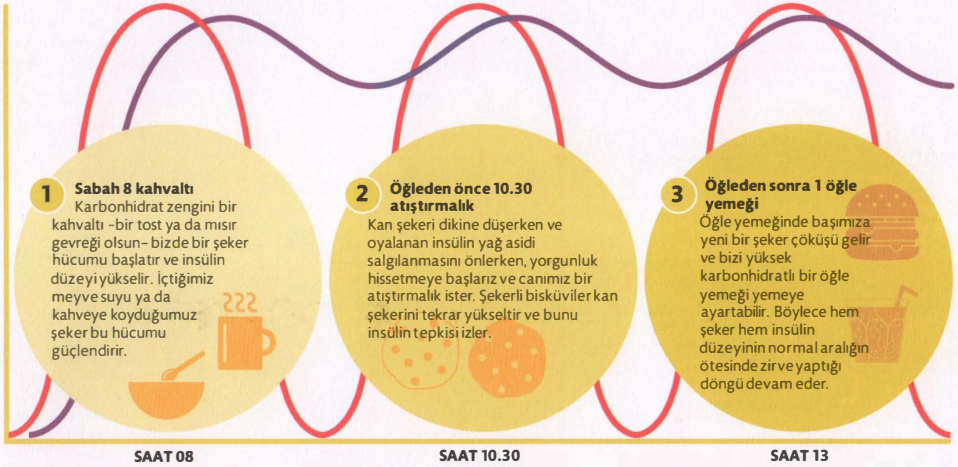 1
Sabah 8 kahvaltı
Karbonhidrat zengini bir
kahvaltı –bir tost ya da mısır
gevreği olsun– bizde bir şeker
hücumu başlatır ve insülin
düzeyi yükselir. İçtiğimiz
meyve suyu ya da
kahveye koyduğumuz
şeker bu hücumu
güçlendirir.
2
Öğleden önce 10.30
atıştırmalık
Kan şekeri dikine düşerken ve
oyalanan insülin yağ asidi
salgılanmasını önlerken, yorgunluk
hissetmeye başlarız ve canımız bir
atıştırmalık ister. Şekerli bisküviler kan
şekerini tekrar yükseltir ve bunu
insülin tepkisi izler.
3
Öğleden sonra 1 öğle
yemeği
Öğle yemeğinde başımıza
yeni bir şeker çöküşü gelir
ve bizi yüksek
karbonhidratlı bir öğle
yemeği yemeye
ayartabilir. Böylece hem
şeker hem insülin
düzeyinin normal aralığın
ötesinde zirve yaptığı
döngü devam eder.
SAAT 08
SAAT 10.30
SAAT 13